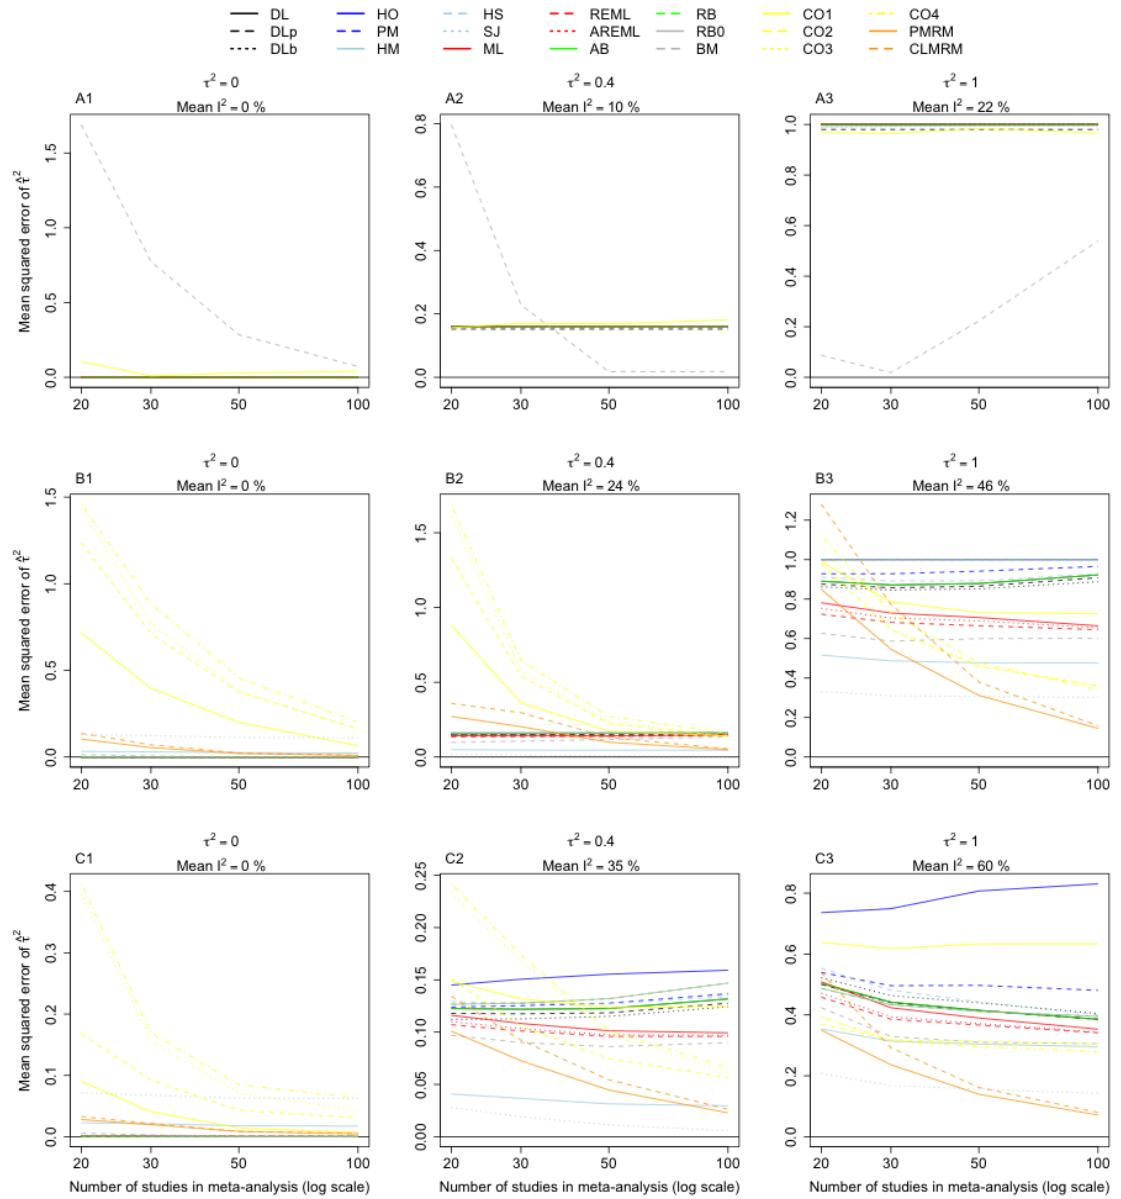 DL HO HS REML RB CO1 CO4
DLp PM SJ AREML RB0 CO2 PMRM
DLb HM ML AB BM CO3 CLMRM
τ² = 0
A1 Mean I² = 0 %
τ² = 0.4
A2 Mean I² = 10 %
τ² = 1
A3 Mean I² = 22 %
Mean squared error of τ̂²
0.0 0.5 1.0 1.5
20 30 50 100
0.0 0.2 0.4 0.6 0.8
20 30 50 100
0.0 0.2 0.4 0.6 0.8 1.0
20 30 50 100
τ² = 0
B1 Mean I² = 0 %
τ² = 0.4
B2 Mean I² = 24 %
τ² = 1
B3 Mean I² = 46 %
Mean squared error of τ̂²
0.0 0.5 1.0 1.5
20 30 50 100
0.0 0.5 1.0 1.5
20 30 50 100
0.0 0.2 0.4 0.6 0.8 1.0 1.2
20 30 50 100
τ² = 0
C1 Mean I² = 0 %
τ² = 0.4
C2 Mean I² = 35 %
τ² = 1
C3 Mean I² = 60 %
Mean squared error of τ̂²
0.0 0.1 0.2 0.3 0.4
20 30 50 100
0.00 0.05 0.10 0.15 0.20 0.25
20 30 50 100
0.0 0.2 0.4 0.6 0.8
20 30 50 100
Number of studies in meta-analysis (log scale)
Number of studies in meta-analysis (log scale)
Number of studies in meta-analysis (log scale)